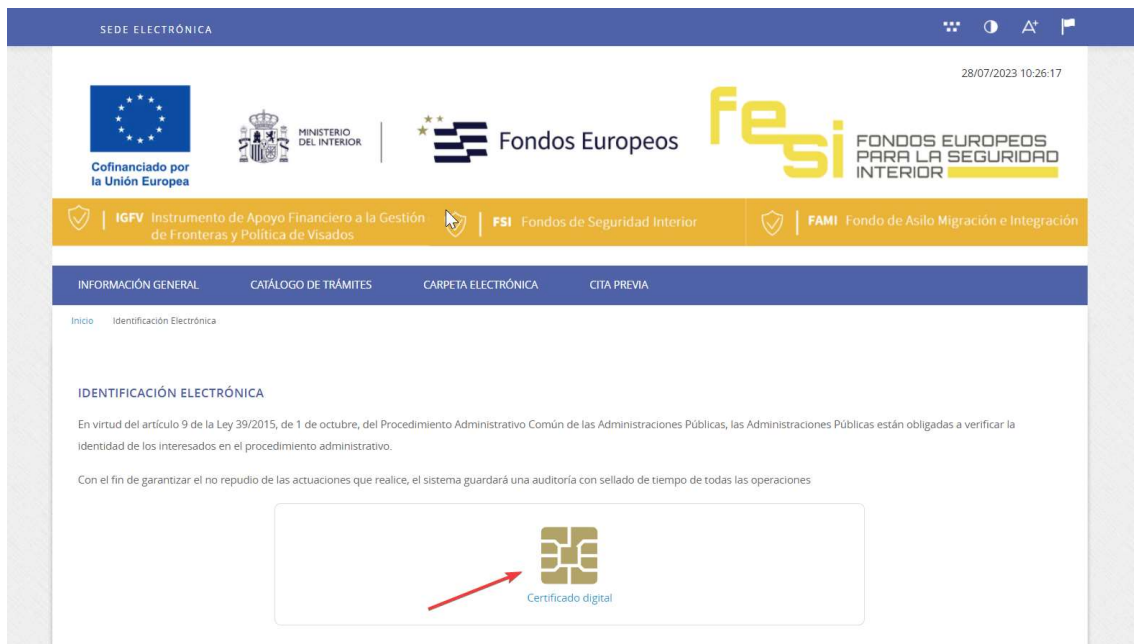 SEDE ELECTRÓNICA
A+
28/07/2023 10:26:17
Cofinanciado por
la Unión Europea
MINISTERIO
DEL INTERIOR
Fondos Europeos
fesi
FONDOS EUROPEOS
PARA LA SEGURIDAD
INTERIOR
IGFV Instrumento de Apoyo Financiero a la Gestión
de Fronteras y Política de Visados
FSI Fondos de Seguridad Interior
FAMI Fondo de Asilo Migración e Integración
INFORMACIÓN GENERAL
CATÁLOGO DE TRÁMITES
CARPETA ELECTRÓNICA
CITA PREVIA
Inicio Identificación Electrónica
IDENTIFICACIÓN ELECTRÓNICA
En virtud del artículo 9 de la Ley 39/2015, de 1 de octubre, del Procedimiento Administrativo Común de las Administraciones Públicas, las Administraciones Públicas están obligadas a verificar la
identidad de los interesados en el procedimiento administrativo.
Con el fin de garantizar el no repudio de las actuaciones que realice, el sistema guardará una auditoría con sellado de tiempo de todas las operaciones
Certificado digital